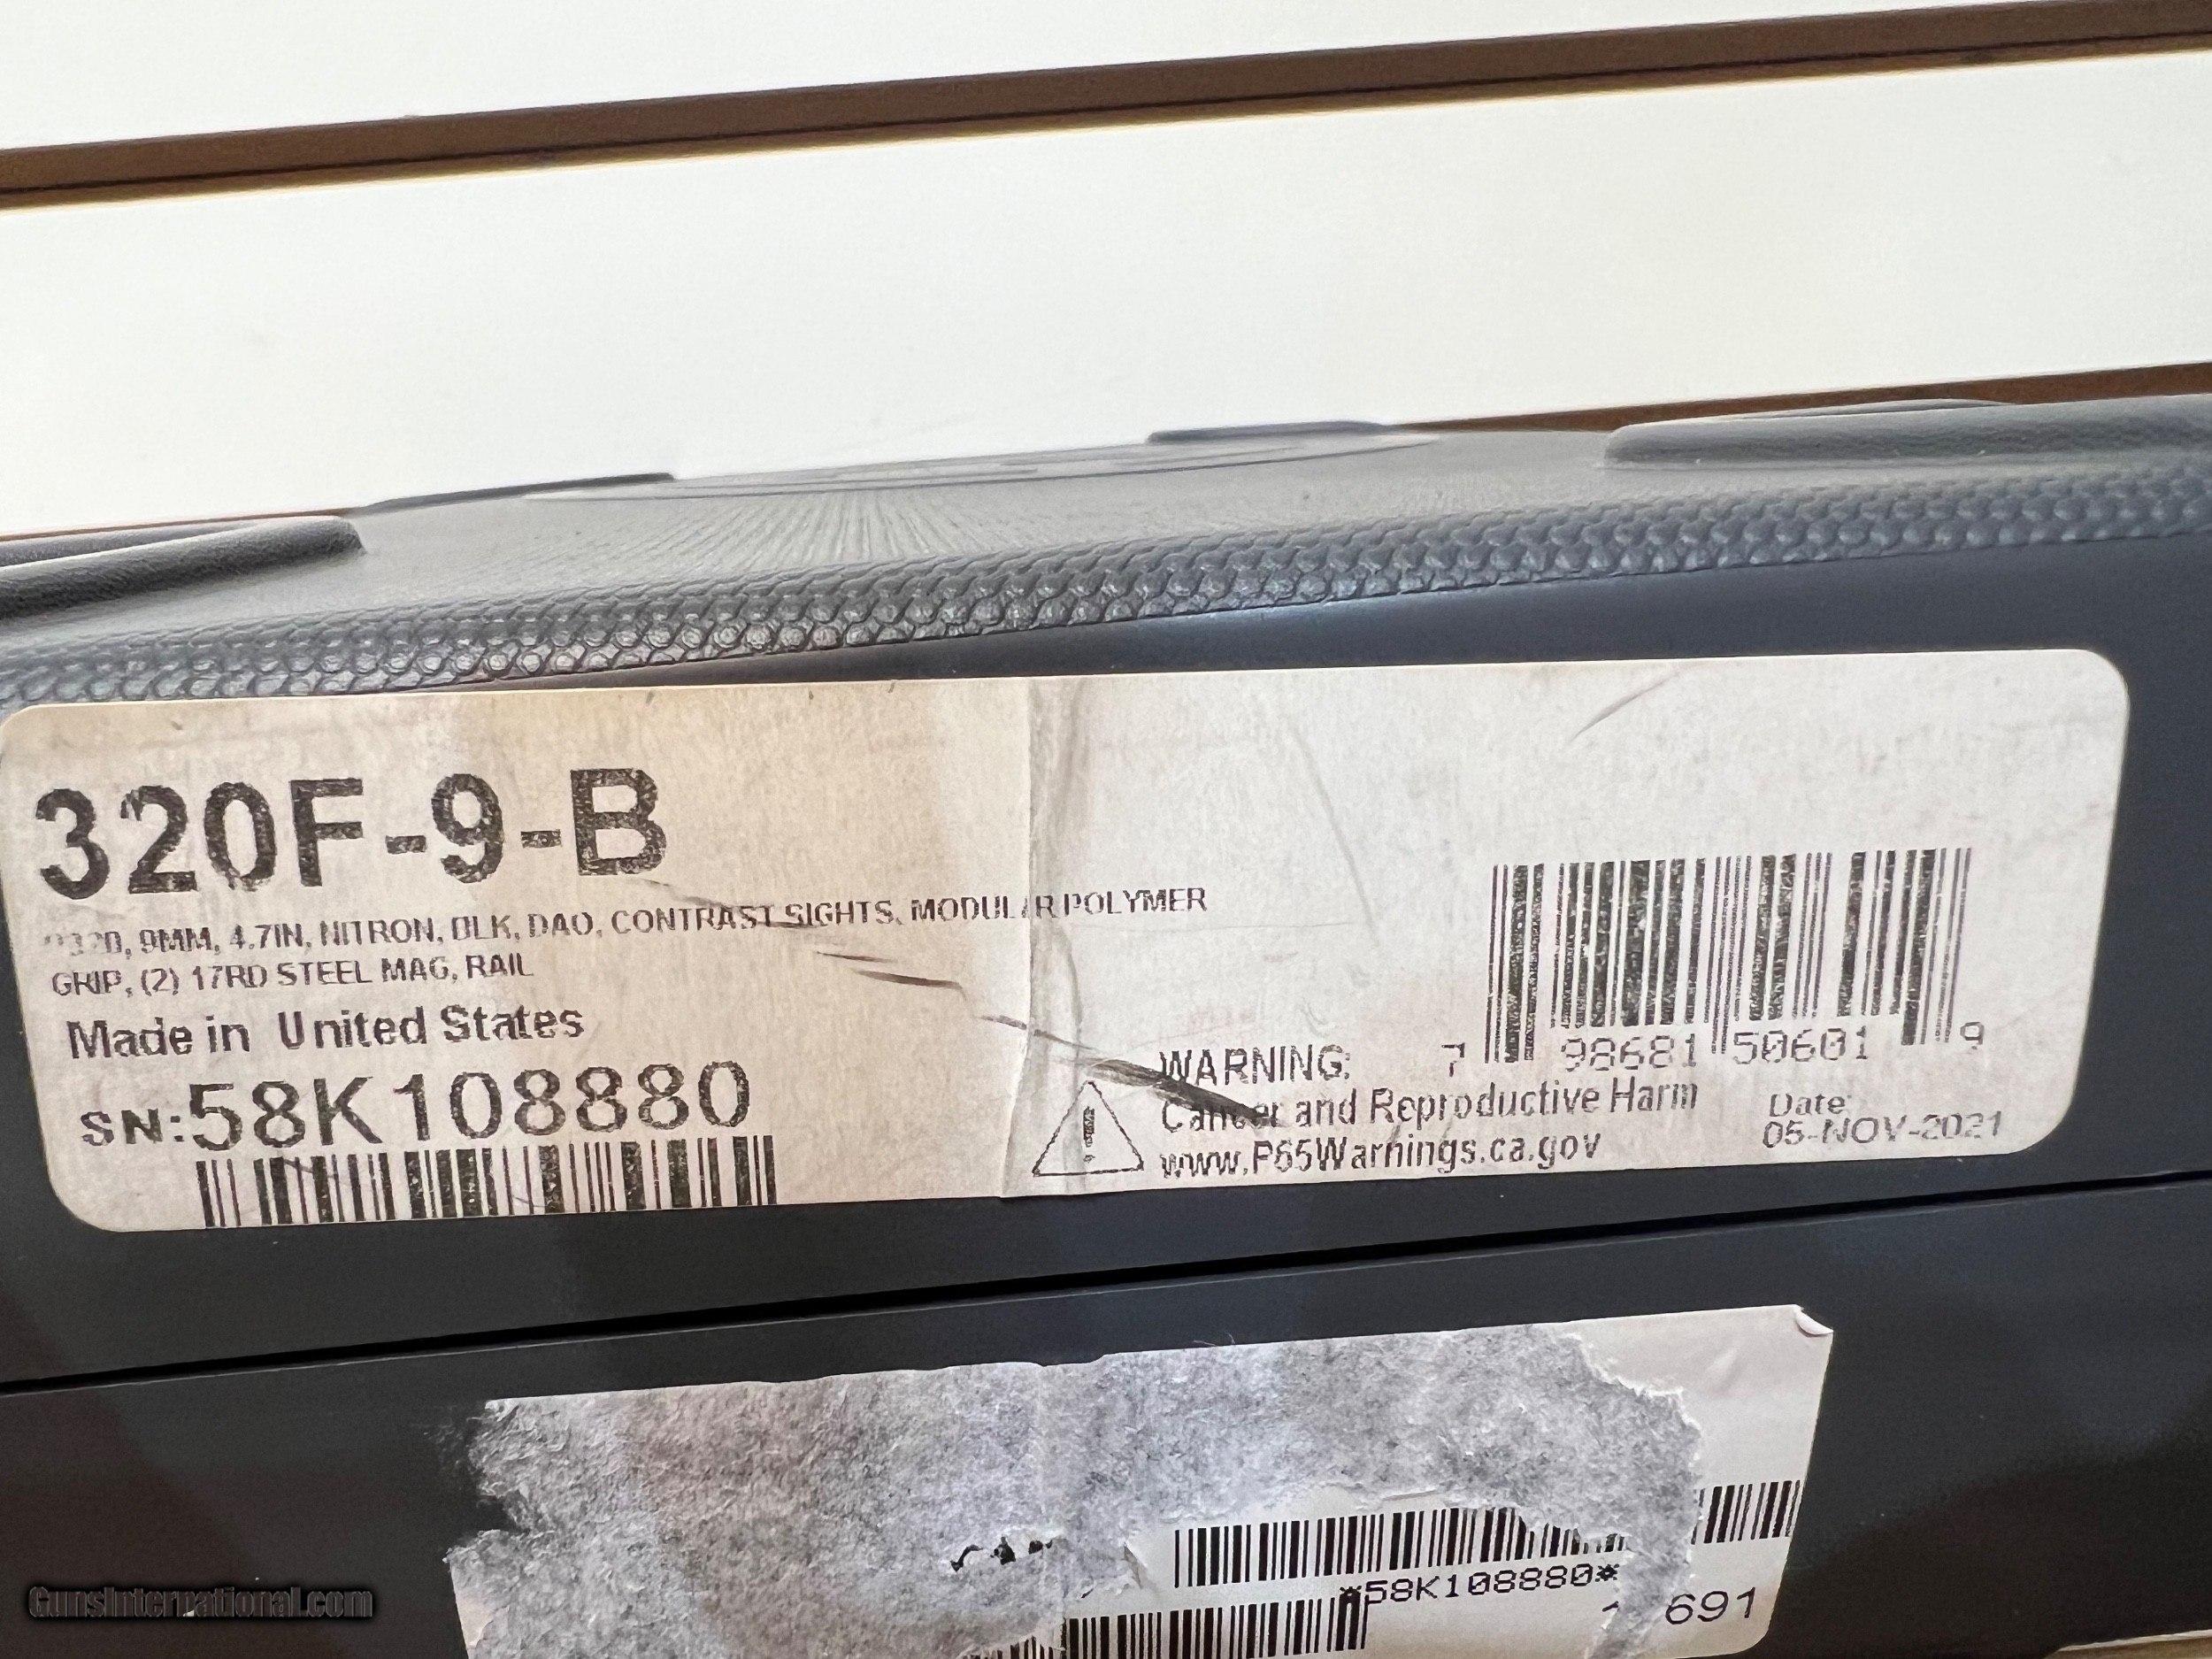 320F-9-B
P320, 9MM, 4.7IN, NITRON, BLK, DAO, CONTRAST SIGHTS, MODULAR POLYMER
GRIP, (2) 17RD STEEL MAG, RAIL
Made in United States
SN:58K108880
7 98681 50601 9
WARNING:
Cancer and Reproductive Harm
www.P65Warnings.ca.gov
Date:
05-NOV-2021
*58K108880*
691
GunsInternational.com